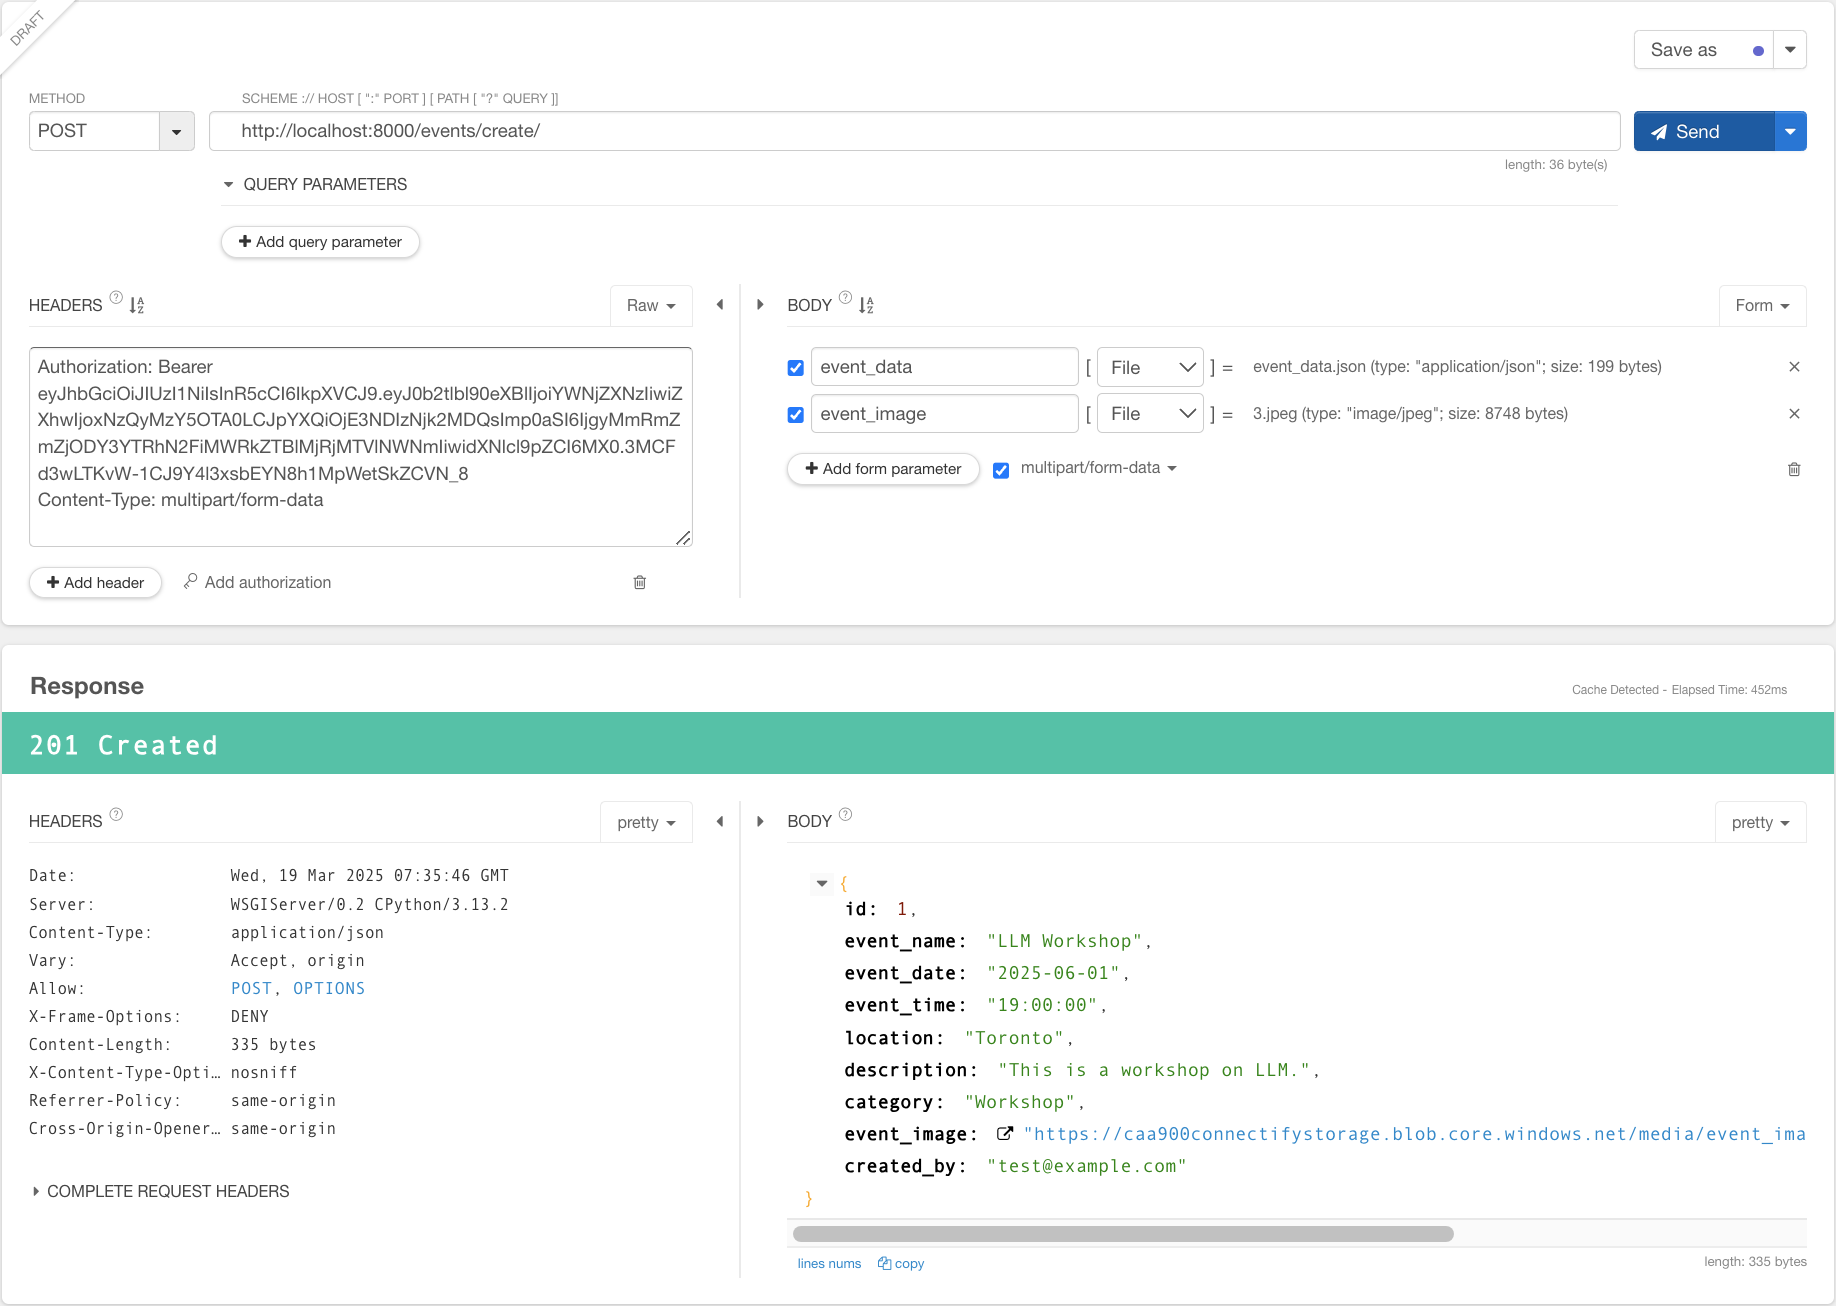 DRAFT
Save as
METHOD
SCHEME :// HOST [ ":" PORT ] [ PATH [ "?" QUERY ]]
POST
http://localhost:8000/events/create/
Send
length: 36 byte(s)
QUERY PARAMETERS
Add query parameter
HEADERS
Raw
Authorization: Bearer
eyJhbGciOiJIUzI1NiIsInR5cCI6IkpXVCJ9.eyJ0b2tlbl90eXBlIjoiYWNjZXNzIiwiZ
XhwIjoxNzQyMzY5OTA0LCJpYXQiOjE3NDIzNjk2MDQsImp0aSI6IjgyMmRmZ
mZjODY3YTRhN2FiMWRkZTBlMjRjMTVlNWNmIiwidXNlcl9pZCI6MX0.3MCF
d3wLTKvW-1CJ9Y4l3xsbEYN8h1MpWetSkZCVN_8
Content-Type: multipart/form-data
Add header
Add authorization
BODY
Form
event_data [ File ] = event_data.json (type: "application/json"; size: 199 bytes)
event_image [ File ] = 3.jpeg (type: "image/jpeg"; size: 8748 bytes)
Add form parameter
multipart/form-data
Response
Cache Detected - Elapsed Time: 452ms
201 Created
HEADERS
pretty
Date: Wed, 19 Mar 2025 07:35:46 GMT
Server: WSGIServer/0.2 CPython/3.13.2
Content-Type: application/json
Vary: Accept, origin
Allow: POST, OPTIONS
X-Frame-Options: DENY
Content-Length: 335 bytes
X-Content-Type-Opti… nosniff
Referrer-Policy: same-origin
Cross-Origin-Opener… same-origin
COMPLETE REQUEST HEADERS
BODY
pretty
{
id: 1,
event_name: "LLM Workshop",
event_date: "2025-06-01",
event_time: "19:00:00",
location: "Toronto",
description: "This is a workshop on LLM.",
category: "Workshop",
event_image: "https://caa900connectifystorage.blob.core.windows.net/media/event_ima
created_by: "test@example.com"
}
lines nums
copy
length: 335 bytes